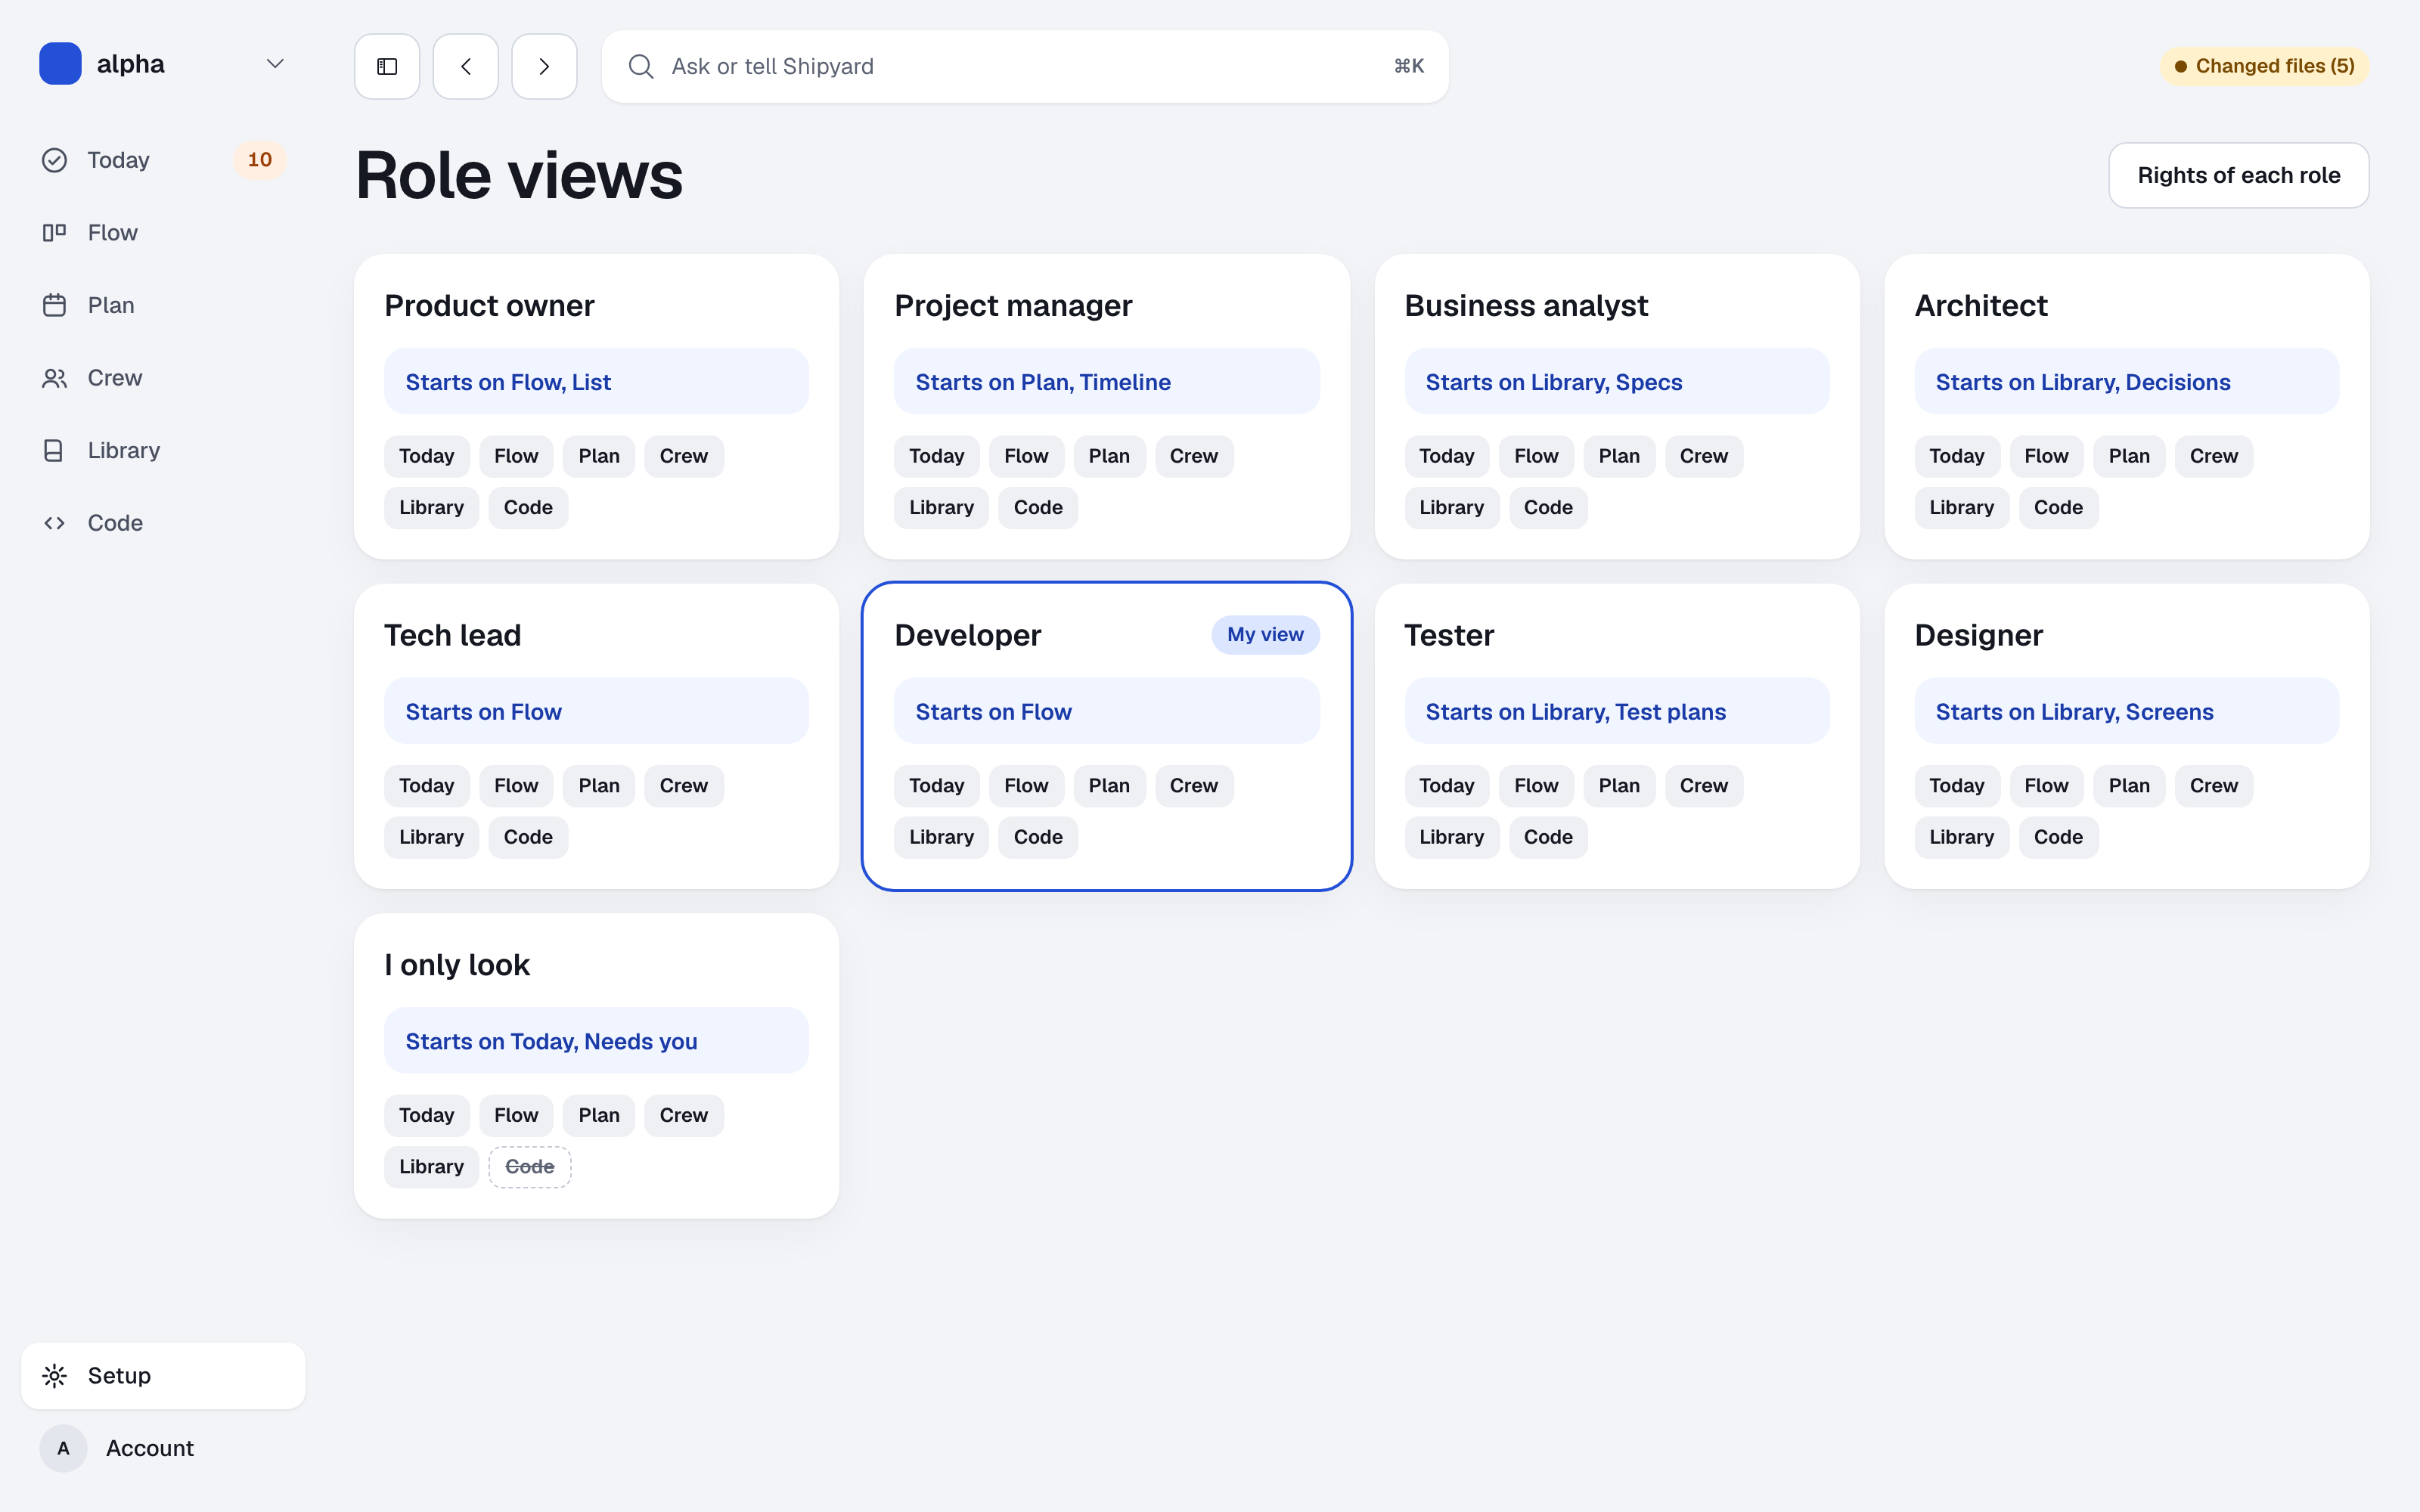 alpha
Ask or tell Shipyard
⌘K
Changed files (5)
Today
10
Flow
Plan
Crew
Library
Code
Role views
Rights of each role
Product owner
Starts on Flow, List
Today Flow Plan Crew
Library Code
Project manager
Starts on Plan, Timeline
Today Flow Plan Crew
Library Code
Business analyst
Starts on Library, Specs
Today Flow Plan Crew
Library Code
Architect
Starts on Library, Decisions
Today Flow Plan Crew
Library Code
Tech lead
Starts on Flow
Today Flow Plan Crew
Library Code
Developer
My view
Starts on Flow
Today Flow Plan Crew
Library Code
Tester
Starts on Library, Test plans
Today Flow Plan Crew
Library Code
Designer
Starts on Library, Screens
Today Flow Plan Crew
Library Code
I only look
Starts on Today, Needs you
Today Flow Plan Crew
Library Code
Setup
A
Account